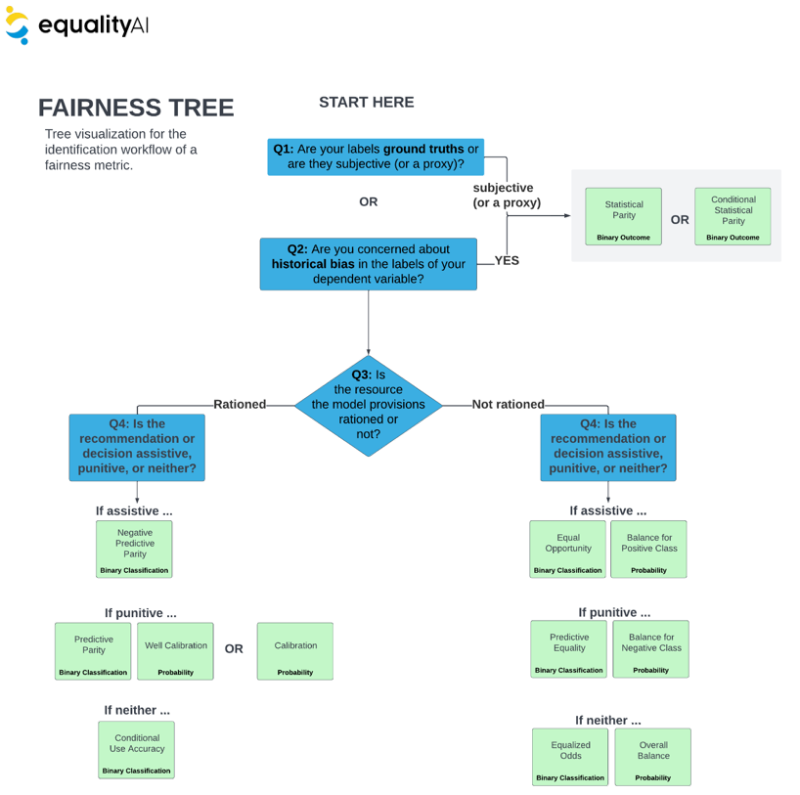 equalityAI
FAIRNESS TREE
Tree visualization for the
identification workflow of a
fairness metric.
START HERE
Q1: Are your labels ground truths or
are they subjective (or a proxy)?
OR
subjective
(or a proxy)
Statistical
Parity
Binary Outcome
OR
Conditional
Statistical
Parity
Binary Outcome
Q2: Are you concerned about
historical bias in the labels of your
dependent variable?
YES
Q3: Is
the resource
the model provisions
rationed or
not?
Rationed
Not rationed
Q4: Is the
recommendation or
decision assistive,
punitive, or neither?
If assistive ...
Negative
Predictive
Parity
Binary Classification
If punitive ...
Predictive
Parity
Binary Classification
Well Calibration
Probability
OR
Calibration
Probability
If neither ...
Conditional
Use Accuracy
Binary Classification
Q4: Is the
recommendation or
decision assistive,
punitive, or neither?
If assistive ...
Equal
Opportunity
Binary Classification
Balance for
Positive Class
Probability
If punitive ...
Predictive
Equality
Binary Classification
Balance for
Negative Class
Probability
If neither ...
Equalized
Odds
Binary Classification
Overall
Balance
Probability